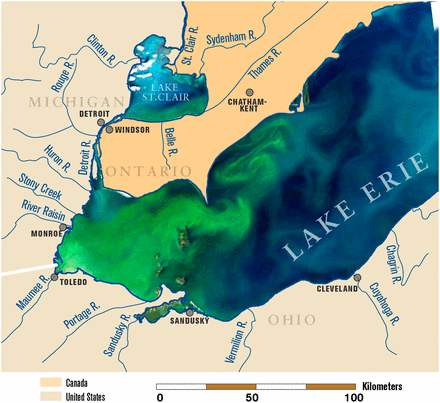 St. Clair R.
Sydenham R.
Clinton R.
Thames R.
Rouge R.
LAKE
ST.CLAIR
MICHIGAN
CHATHAM-
KENT
DETROIT
WINDSOR
Belle R.
Detroit R.
Huron R.
ONTARIO
Stony Creek
River Raisin
LAKE ERIE
MONROE
Maumee R.
TOLEDO
CLEVELAND
Chagrin R.
Cuyahoga R.
Portage R.
Sandusky R.
SANDUSKY
OHIO
Vermilion R.
Canada
United States
Kilometers
0 50 100